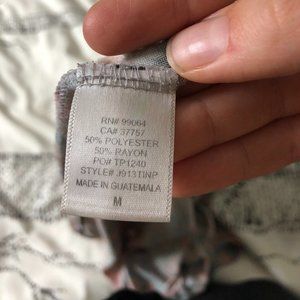 RN# 99064
CA# 37757
50% POLYESTER
50% RAYON
PO# TP1240
STYLE# J913TINP
MADE IN GUATEMALA
M